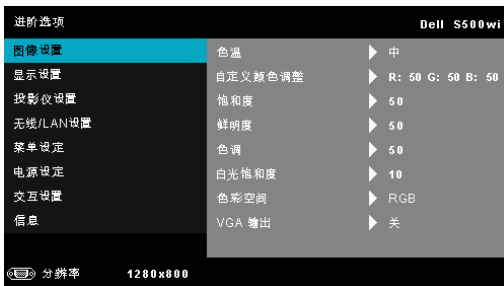 进阶选项 Dell S500wi
图像设置 色温 中
显示设置 自定义颜色调整 R: 50 G: 50 B: 50
投影仪设置 饱和度 50
无线/LAN设置 鲜明度 50
菜单设定 色调 50
电源设定 白光饱和度 10
交互设置 色彩空间 RGB
信息 VGA 输出 关
分辨率 1280x800